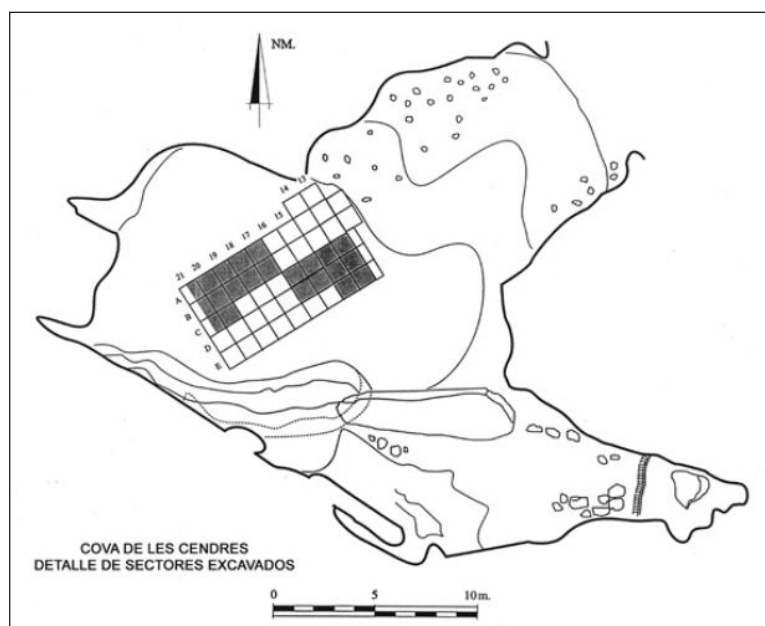 NM.
13
14
15
16
17
18
19
20
21
A
B
C
D
E
COVA DE LES CENDRES
DETALLE DE SECTORES EXCAVADOS
0 5 10 m.